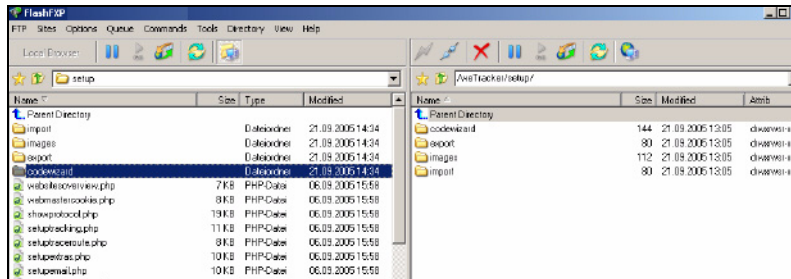 FlashFXP
FTP Sites Options Queue Commands Tools Directory View Help
Local Browser
setup
/AxeTracker/setup/
Name Size Type Modified
Name Size Modified Attrib
Parent Directory
Parent Directory
import Dateiordner 21.09.2005 14:34
codewizard 144 21.09.2005 13:05
images Dateiordner 21.09.2005 14:34
export 80 21.09.2005 13:05
export Dateiordner 21.09.2005 14:34
images 112 21.09.2005 13:05
codewizard Dateiordner 21.09.2005 14:34
import 80 21.09.2005 13:05
websitesoverview.php 7 KB PHP-Datei 06.09.2005 15:58
webmastercookie.php 8 KB PHP-Datei 06.09.2005 15:58
showprotocol.php 19 KB PHP-Datei 06.09.2005 15:58
setuptracking.php 11 KB PHP-Datei 06.09.2005 15:58
setuptraceroute.php 8 KB PHP-Datei 06.09.2005 15:58
setupextras.php 10 KB PHP-Datei 06.09.2005 15:58
setupemail.php 10 KB PHP-Datei 06.09.2005 15:58